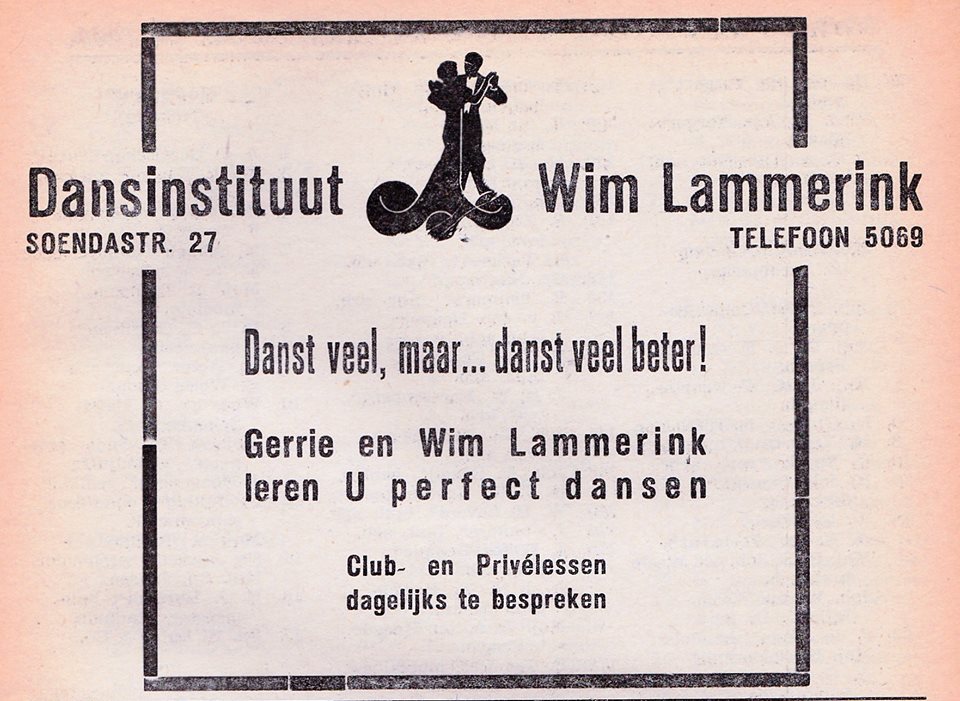 Dansinstituut Wim Lammerink
SOENDASTR. 27 TELEFOON 5069
Danst veel, maar... danst veel beter!
Gerrie en Wim Lammerink
leren U perfect dansen
Club- en Privélessen
dagelijks te bespreken